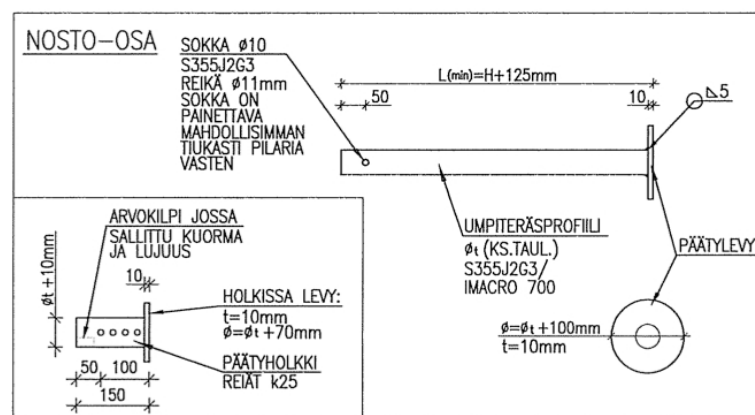 NOSTO-OSA
SOKKA ø10
S355J2G3
REIKÄ ø11mm
SOKKA ON
PAINETTAVA
MAHDOLLISIMMAN
TIUKASTI PILARIA
VASTEN
L(min)=H+125mm
50
10
5
UMPITERÄSPROFIILI
øt (KS.TAUL.)
S355J2G3/
IMACRO 700
PÄÄTYLEVY
ø=øt+100mm
t=10mm
ARVOKILPI JOSSA
SALLITTU KUORMA
JA LUJUUS
øt+10mm
10
HOLKISSA LEVY:
t=10mm
ø=øt+70mm
PÄÄTYHOLKKI
REIÄT k25
50
100
150